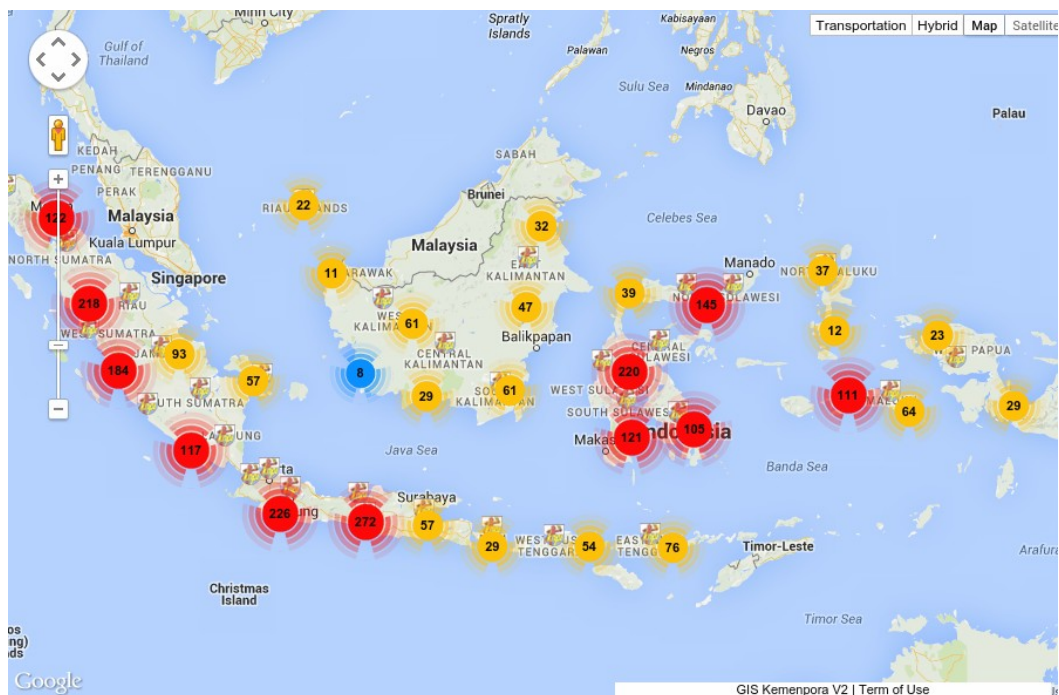 Minh City
Spratly
Islands
Kabisayaan
Transportation
Hybrid
Map
Satellite
Gulf of
Thailand
Palawan
Negros
Sulu Sea
Mindanao
Davao
Palau
KEDAH
PENANG
TERENGGANU
PERAK
SABAH
22
Brunei
32
Celebes Sea
122
Malaysia
Kuala Lumpur
Malaysia
NORTH SUMATRA
Singapore
11
EAST
KALIMANTAN
Manado
37
39
218
RIAU
47
145
WEST SUMATRA
WEST
KALIMANTAN
61
Balikpapan
12
23
93
CENTRAL
KALIMANTAN
184
57
8
220
WEST SULAWESI
29
61
111
64
29
SOUTH SUMATRA
SOUTH SULAWESI
105
121
Indonesia
117
Java Sea
Banda Sea
Surabaya
226
272
57
29
54
76
Timor-Leste
Arafura
Christmas
Island
Timor Sea
Google
GIS Kemenpora V2 | Term of Use